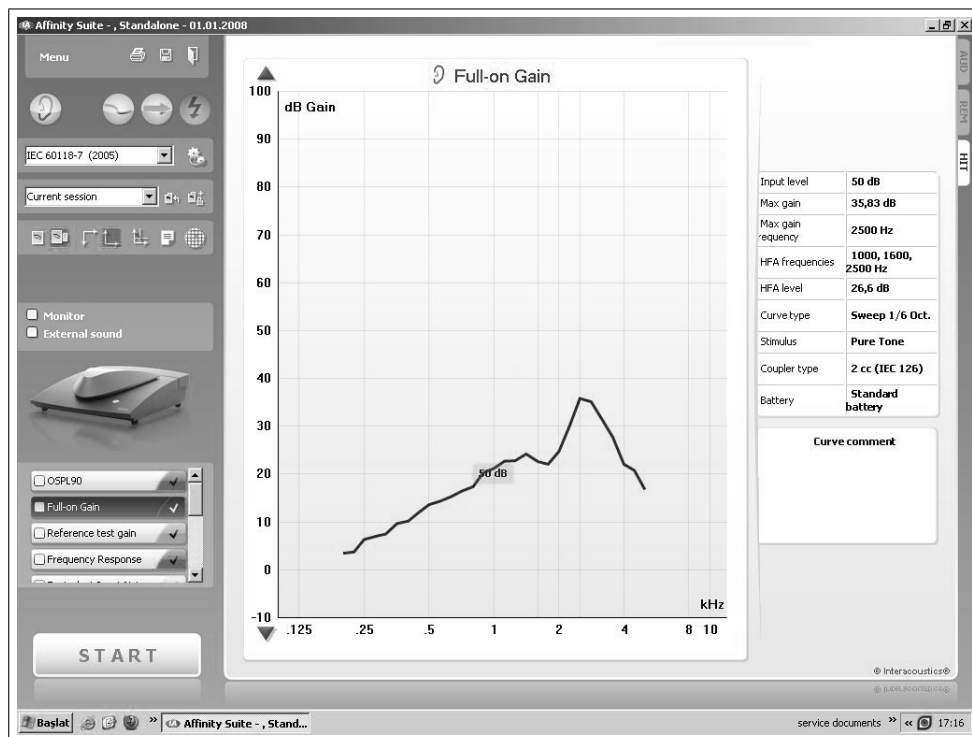 Affinity Suite - , Standalone - 01.01.2008
Menu
IEC 60118-7 (2005)
Current session
Monitor
External sound
OSPL90
Full-on Gain
Reference test gain
Frequency Response
START
Full-on Gain
dB Gain
100
90
80
70
60
50
40
30
20
10
0
-10
50 dB
kHz
.125 .25 .5 1 2 4 8 10
AUD
REM
HIT
Input level 50 dB
Max gain 35,83 dB
Max gain
requency 2500 Hz
HFA frequencies 1000, 1600,
2500 Hz
HFA level 26,6 dB
Curve type Sweep 1/6 Oct.
Stimulus Pure Tone
Coupler type 2 cc (IEC 126)
Battery Standard
battery
Curve comment
® Interacoustics®
Başlat » Affinity Suite - , Stand... service documents » « 17:16